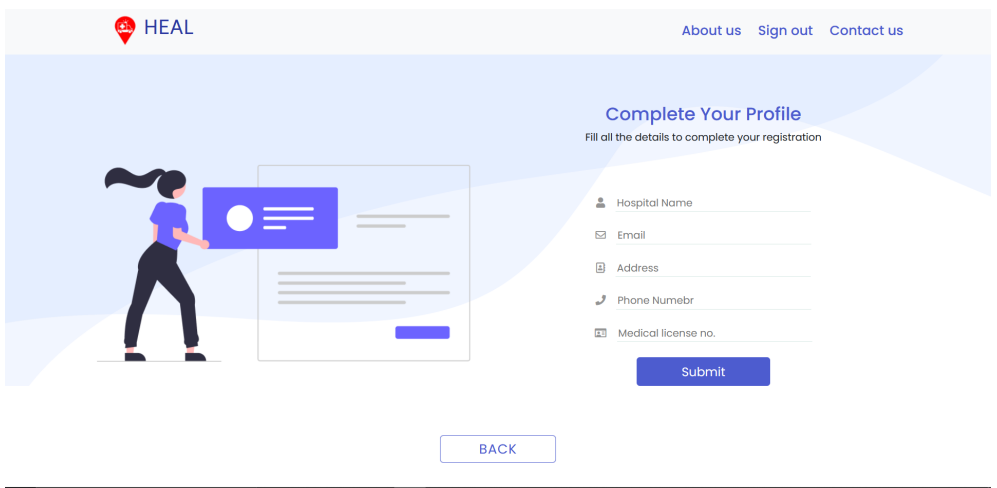 HEAL
About us Sign out Contact us
Complete Your Profile
Fill all the details to complete your registration
Hospital Name
Email
Address
Phone Numebr
Medical license no.
Submit
BACK